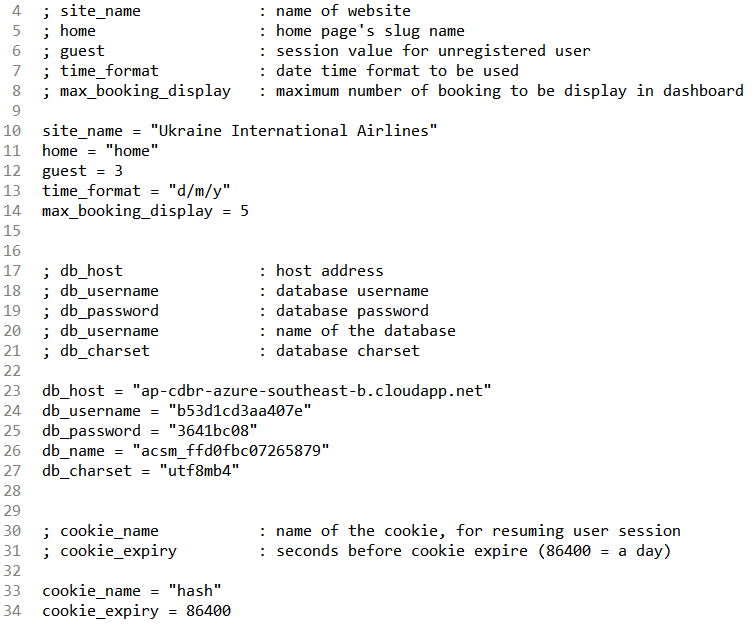 4 ; site_name : name of website
5 ; home : home page's slug name
6 ; guest : session value for unregistered user
7 ; time_format : date time format to be used
8 ; max_booking_display : maximum number of booking to be display in dashboard
9
10 site_name = "Ukraine International Airlines"
11 home = "home"
12 guest = 3
13 time_format = "d/m/y"
14 max_booking_display = 5
15
16
17 ; db_host : host address
18 ; db_username : database username
19 ; db_password : database password
20 ; db_username : name of the database
21 ; db_charset : database charset
22
23 db_host = "ap-cdbr-azure-southeast-b.cloudapp.net"
24 db_username = "b53d1cd3aa407e"
25 db_password = "3641bc08"
26 db_name = "acsm_ffd0fbc07265879"
27 db_charset = "utf8mb4"
28
29
30 ; cookie_name : name of the cookie, for resuming user session
31 ; cookie_expiry : seconds before cookie expire (86400 = a day)
32
33 cookie_name = "hash"
34 cookie_expiry = 86400